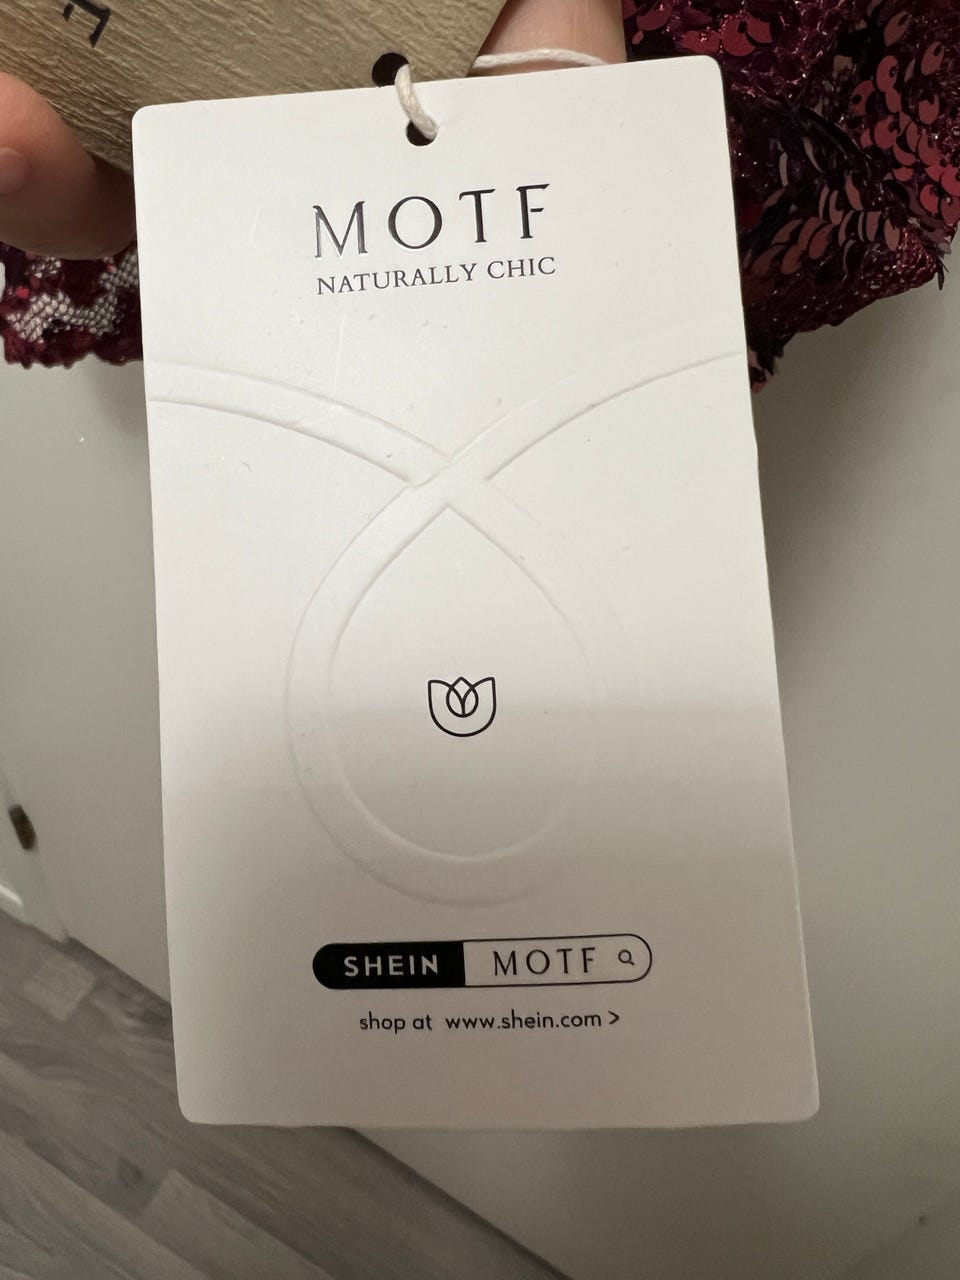 MOTF
NATURALLY CHIC
SHEIN MOTF
shop at www.shein.com >